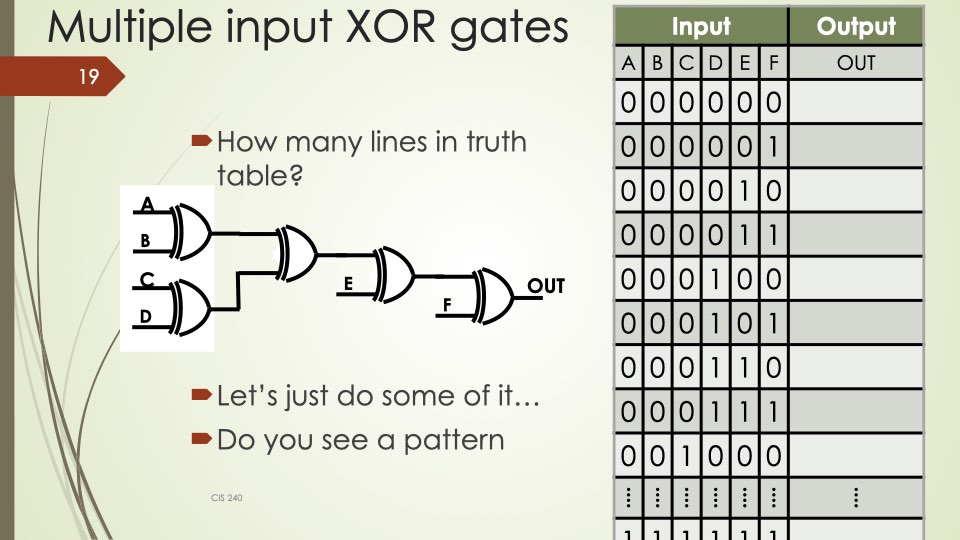 Multiple input XOR gates
19
How many lines in truth
table?
A
B
C
D
E
F
OUT
Let's just do some of it…
Do you see a pattern
CIS 240
Input Output
A B C D E F OUT
0 0 0 0 0 0
0 0 0 0 0 1
0 0 0 0 1 0
0 0 0 0 1 1
0 0 0 1 0 0
0 0 0 1 0 1
0 0 0 1 1 0
0 0 0 1 1 1
0 0 1 0 0 0
⋮ ⋮ ⋮ ⋮ ⋮ ⋮ ⋮
1 1 1 1 1 1